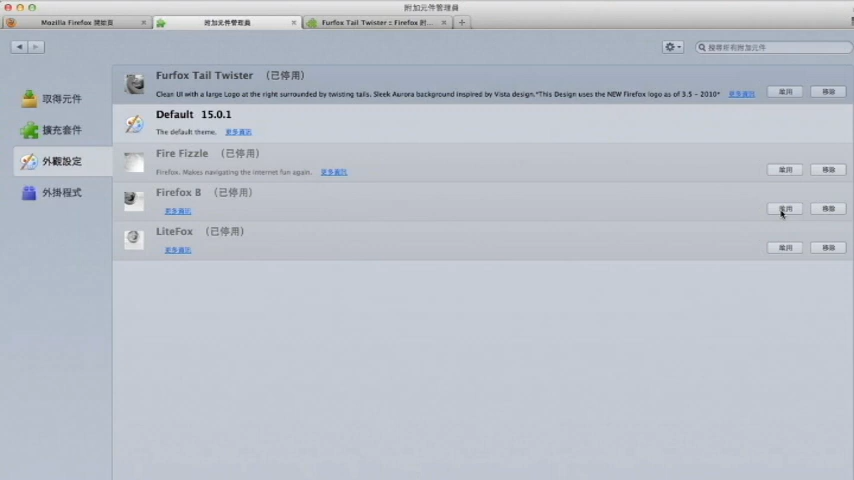 附加元件管理員
Mozilla Firefox 開始頁
附加元件管理員
Furfox Tail Twister :: Firefox 附...
搜尋所有附加元件
取得元件
擴充套件
外觀設定
外掛程式
Furfox Tail Twister (已停用)
Clean UI with a large Logo at the right surrounded by twisting tails. Sleek Aurora background inspired by Vista design.*This Design uses the NEW Firefox logo as of 3.5 - 2010* 更多資訊
啟用 移除
Default 15.0.1
The default theme. 更多資訊
Fire Fizzle (已停用)
Firefox. Makes navigating the internet fun again. 更多資訊
啟用 移除
Firefox B (已停用)
更多資訊
啟用 移除
LiteFox (已停用)
更多資訊
啟用 移除